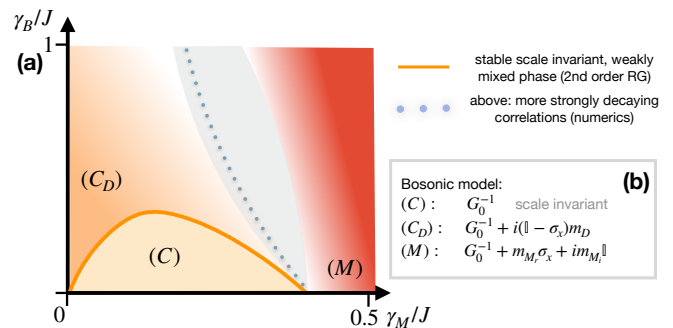 γ_B/J
1
(a)
(C_D)
(C)
(M)
0
0.5
γ_M/J
stable scale invariant, weakly
mixed phase (2nd order RG)
above: more strongly decaying
correlations (numerics)
(b)
Bosonic model:
(C) : G_0^{-1} scale invariant
(C_D) : G_0^{-1} + i(𝕀 − σ_x)m_D
(M) : G_0^{-1} + m_{M_r}σ_x + im_{M_i}𝕀